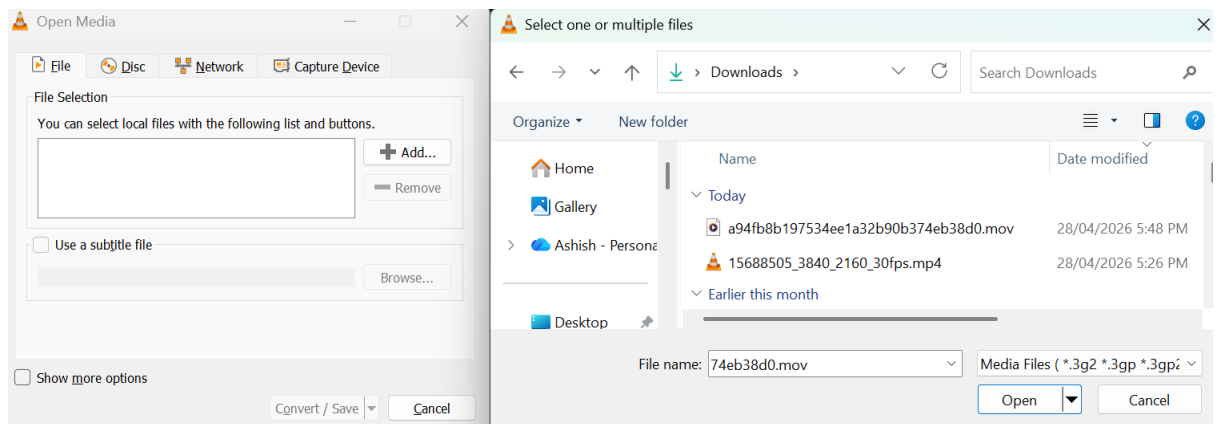 Open Media
File Disc Network Capture Device
File Selection
You can select local files with the following list and buttons.
Add...
Remove
Use a subtitle file
Browse...
Show more options
Convert / Save Cancel
Select one or multiple files
Downloads Search Downloads
Organize New folder
Home
Gallery
Ashish - Persona
Desktop
Name Date modified
Today
a94fb8b197534ee1a32b90b374eb38d0.mov 28/04/2026 5:48 PM
15688505_3840_2160_30fps.mp4 28/04/2026 5:26 PM
Earlier this month
File name: 74eb38d0.mov Media Files ( *.3g2 *.3gp *.3gp2
Open Cancel